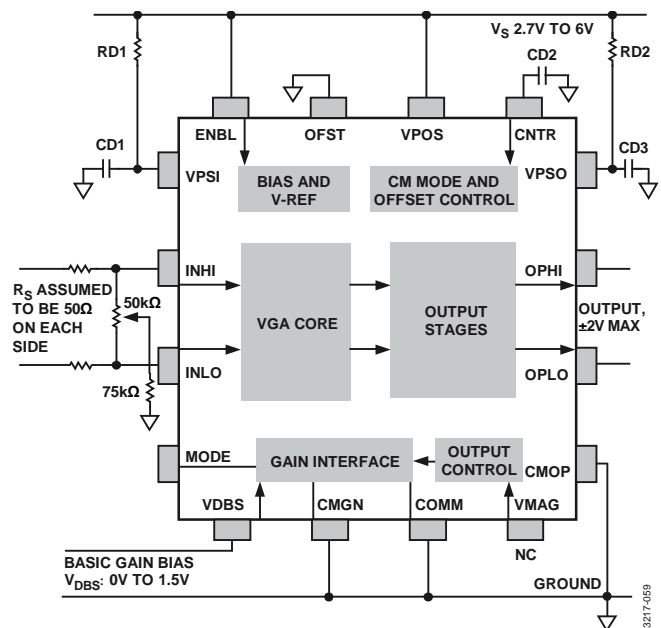 V_S 2.7V TO 6V
RD1
RD2
CD2
ENBL
OFST
VPOS
CNTR
CD1
CD3
VPSI
VPSO
BIAS AND
V-REF
CM MODE AND
OFFSET CONTROL
INHI
OPHI
R_S ASSUMED
TO BE 50Ω
ON EACH
SIDE
50kΩ
VGA CORE
OUTPUT
STAGES
OUTPUT,
±2V MAX
INLO
OPLO
75kΩ
MODE
GAIN INTERFACE
OUTPUT
CONTROL
CMOP
VDBS
CMGN
COMM
VMAG
NC
BASIC GAIN BIAS
V_DBS: 0V TO 1.5V
GROUND
3217-059